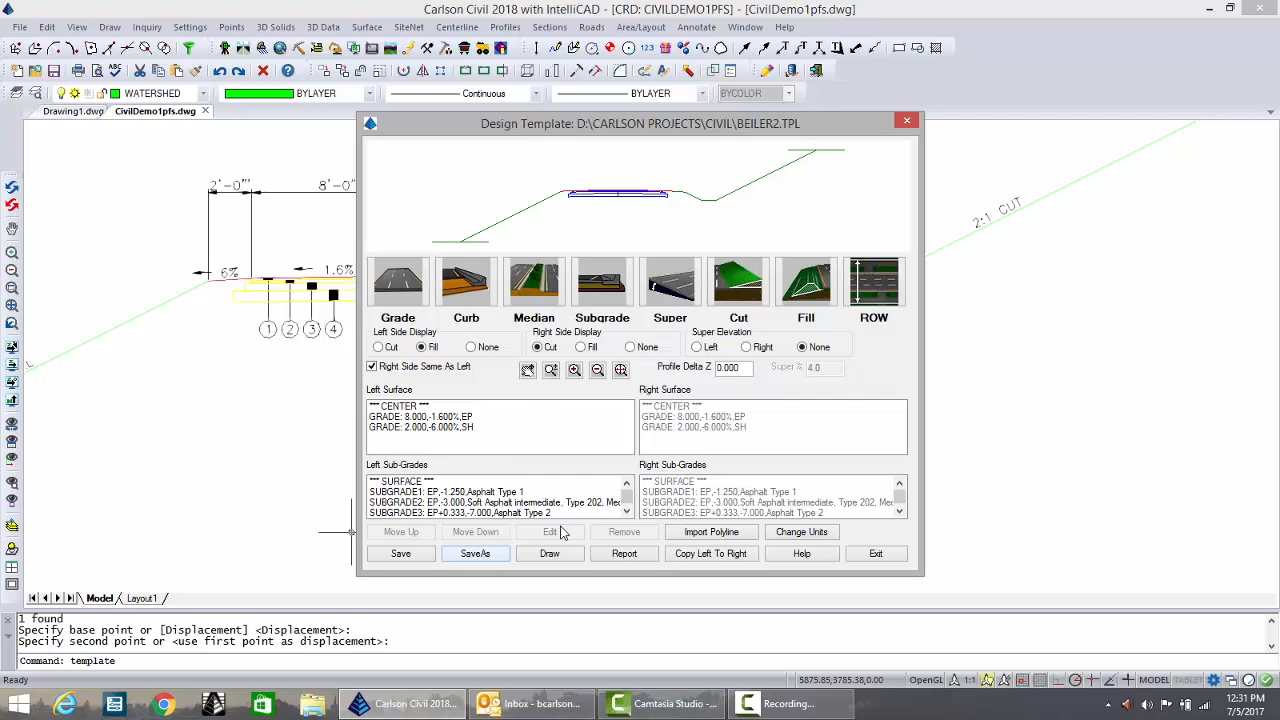 Carlson Civil 2018 with IntelliCAD - [CRD: CIVILDEMO1PFS] - [CivilDemo1pfs.dwg]
File Edit View Draw Inquiry Settings Points 3D Solids 3D Data Surface SiteNet Centerline Profiles Sections Roads Area/Layout Annotate Window Help
WATERSHED BYLAYER Continuous BYLAYER BYCOLOR
Drawing1.dwg CivilDemo1pfs.dwg
Design Template: D:\CARLSON PROJECTS\CIVIL\BEILER2.TPL
2'-0"" 8'-0"
6% 1.6%
1 2 3 4
2:1 CUT
Grade Curb Median Subgrade Super Cut Fill ROW
Left Side Display Right Side Display Super Elevation
Cut Fill None Cut Fill None Left Right None
Right Side Same As Left Profile Delta Z 0.000 Super % 4.0
Left Surface Right Surface
*** CENTER *** *** CENTER ***
GRADE: 8.000,-1.600%,EP GRADE: 8.000,-1.600%,EP
GRADE: 2.000,-6.000%,SH GRADE: 2.000,-6.000%,SH
Left Sub-Grades Right Sub-Grades
*** SURFACE *** *** SURFACE ***
SUBGRADE1: EP,-1.250,Asphalt Type 1 SUBGRADE1: EP,-1.250,Asphalt Type 1
SUBGRADE2: EP,-3.000,Soft Asphalt intermediate, Type 202, Mec SUBGRADE2: EP,-3.000,Soft Asphalt intermediate, Type 202, Mec
SUBGRADE3: EP+0.333,-7.000,Asphalt Type 2 SUBGRADE3: EP+0.333,-7.000,Asphalt Type 2
Move Up Move Down Edit Remove Import Polyline Change Units
Save SaveAs Draw Report Copy Left To Right Help Exit
Model Layout1
1 found
Specify base point or [Displacement] <Displacement>:
Specify second point or <use first point as displacement>:
Command: template
Ready 5875.85,3785.38,0.00 OpenGL 1:1 MODEL TABLET
Carlson Civil 2018... Inbox - bcarlson... Camtasia Studio -... Recording...
12:31 PM
7/5/2017